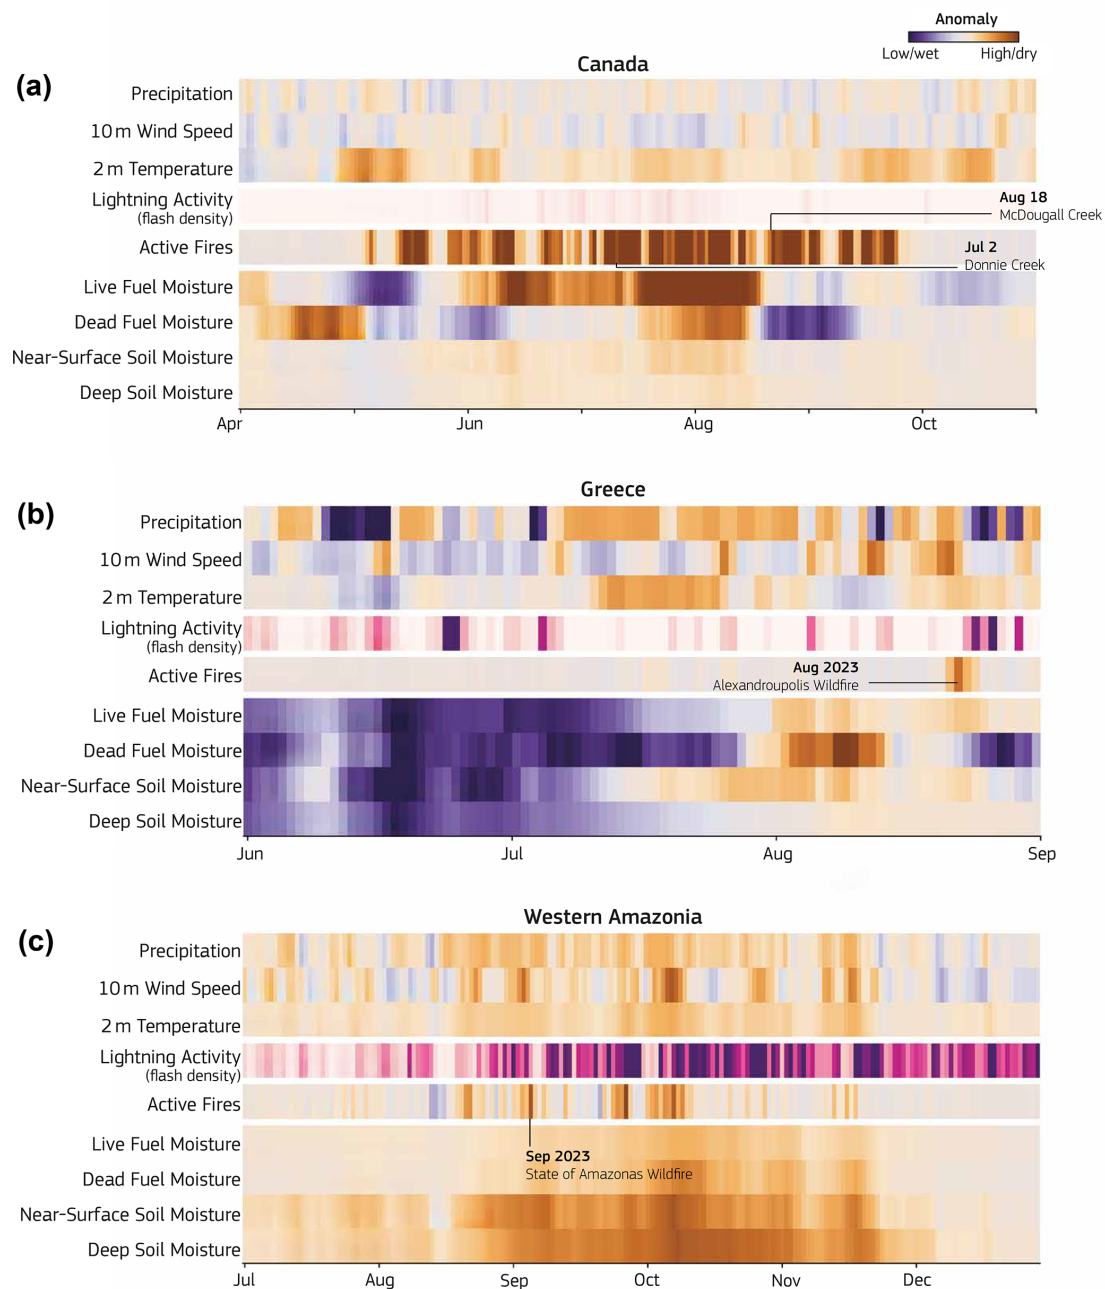 Anomaly
Low/wet High/dry
(a)
Canada
Precipitation
10 m Wind Speed
2 m Temperature
Lightning Activity
(flash density)
Aug 18
McDougall Creek
Active Fires
Jul 2
Donnie Creek
Live Fuel Moisture
Dead Fuel Moisture
Near-Surface Soil Moisture
Deep Soil Moisture
Apr Jun Aug Oct
(b)
Greece
Precipitation
10 m Wind Speed
2 m Temperature
Lightning Activity
(flash density)
Active Fires
Aug 2023
Alexandroupolis Wildfire
Live Fuel Moisture
Dead Fuel Moisture
Near-Surface Soil Moisture
Deep Soil Moisture
Jun Jul Aug Sep
(c)
Western Amazonia
Precipitation
10 m Wind Speed
2 m Temperature
Lightning Activity
(flash density)
Active Fires
Live Fuel Moisture
Sep 2023
State of Amazonas Wildfire
Dead Fuel Moisture
Near-Surface Soil Moisture
Deep Soil Moisture
Jul Aug Sep Oct Nov Dec